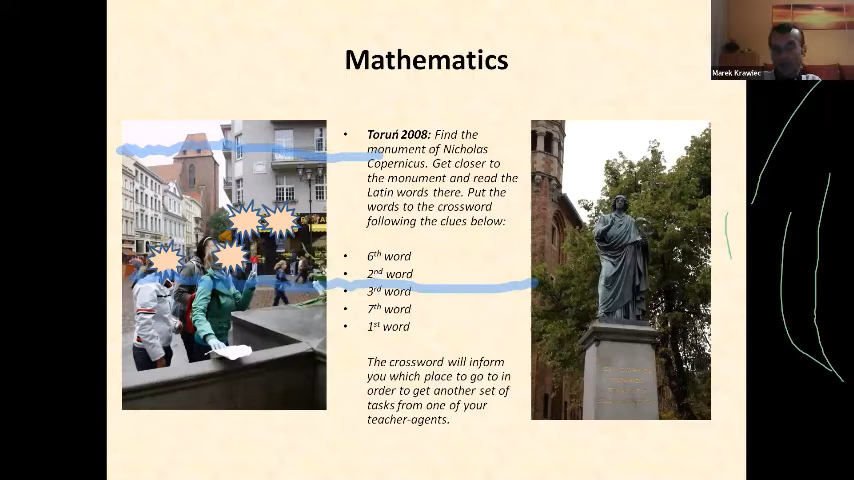 Mathematics
Marek Krawiec
• Toruń 2008: Find the
monument of Nicholas
Copernicus. Get closer to
the monument and read the
Latin words there. Put the
words to the crossword
following the clues below:
• 6th word
• 2nd word
• 3rd word
• 7th word
• 1st word
The crossword will inform
you which place to go to in
order to get another set of
tasks from one of your
teacher-agents.